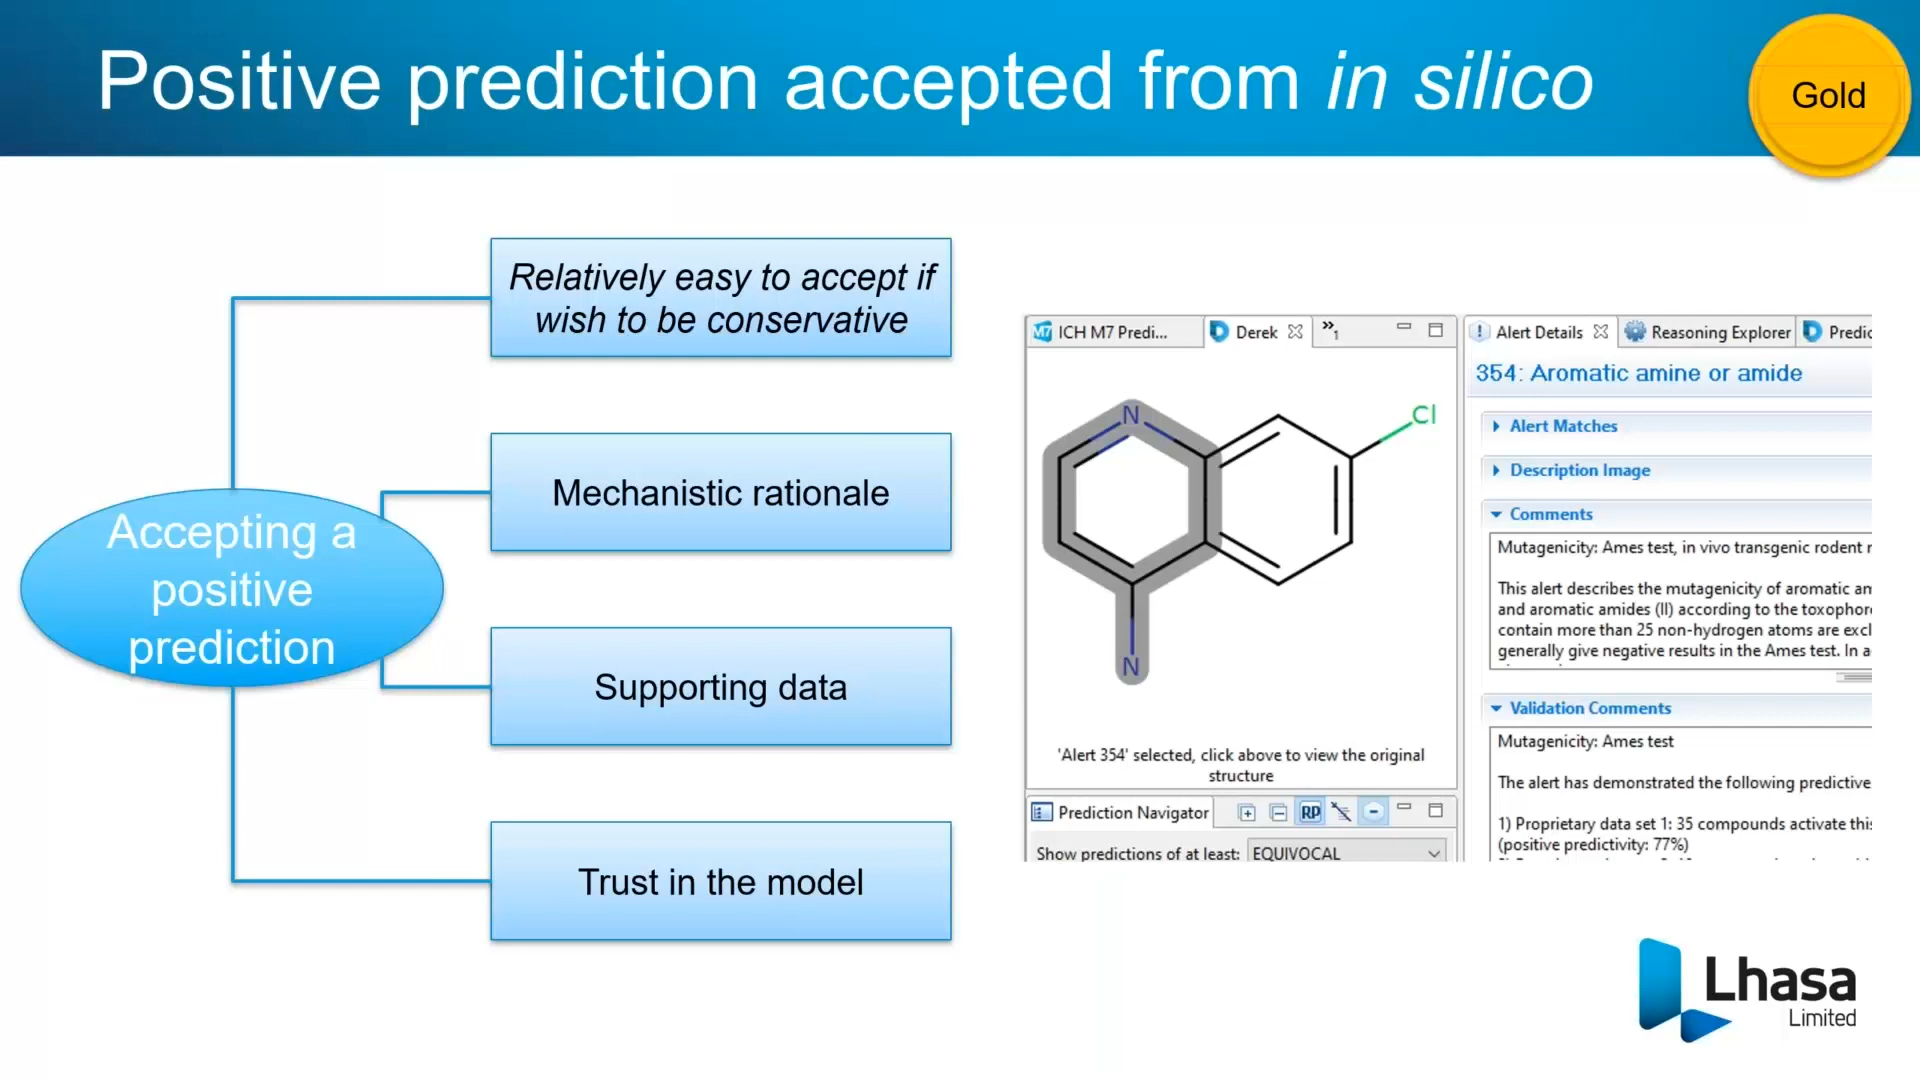 Positive prediction accepted from in silico
Gold
Relatively easy to accept if
wish to be conservative
Mechanistic rationale
Accepting a
positive
prediction
Supporting data
Trust in the model
ICH M7 Predi...
Derek
»1
N
Cl
N
'Alert 354' selected, click above to view the original
structure
Prediction Navigator
RP
Show predictions of at least:
EQUIVOCAL
Alert Details
Reasoning Explorer
Predic
354: Aromatic amine or amide
Alert Matches
Description Image
Comments
Mutagenicity: Ames test, in vivo transgenic rodent
This alert describes the mutagenicity of aromatic
and aromatic amides (II) according to the toxophor
contain more than 25 non-hydrogen atoms are excl
generally give negative results in the Ames test. In a
Validation Comments
Mutagenicity: Ames test
The alert has demonstrated the following predictive
1) Proprietary data set 1: 35 compounds activate this
(positive predictivity: 77%)
Lhasa
Limited